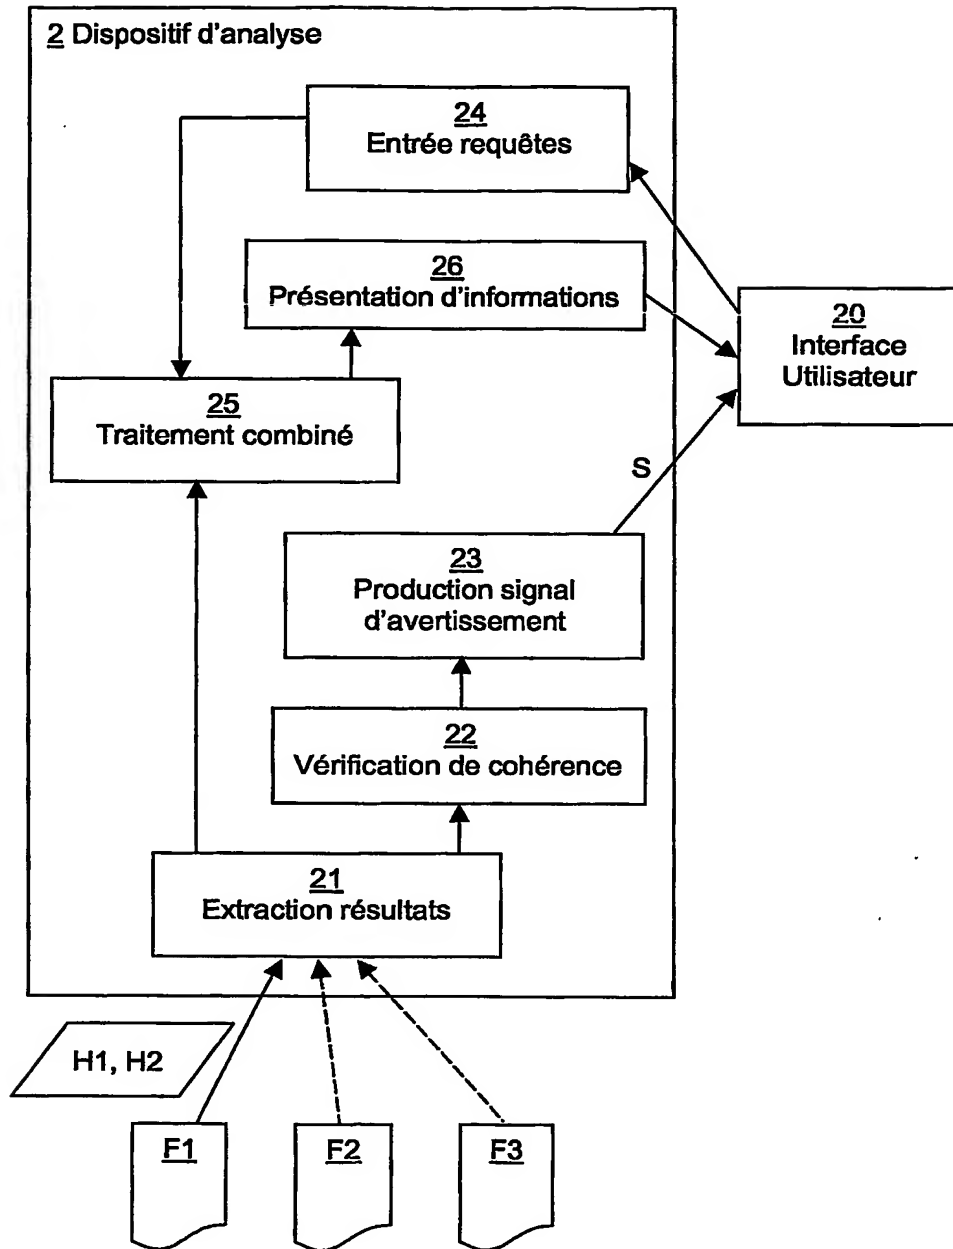 2 Dispositif d'analyse
24
Entrée requêtes
26
Présentation d'informations
20
Interface
Utilisateur
25
Traitement combiné
S
23
Production signal
d'avertissement
22
Vérification de cohérence
21
Extraction résultats
H1, H2
F1
F2
F3